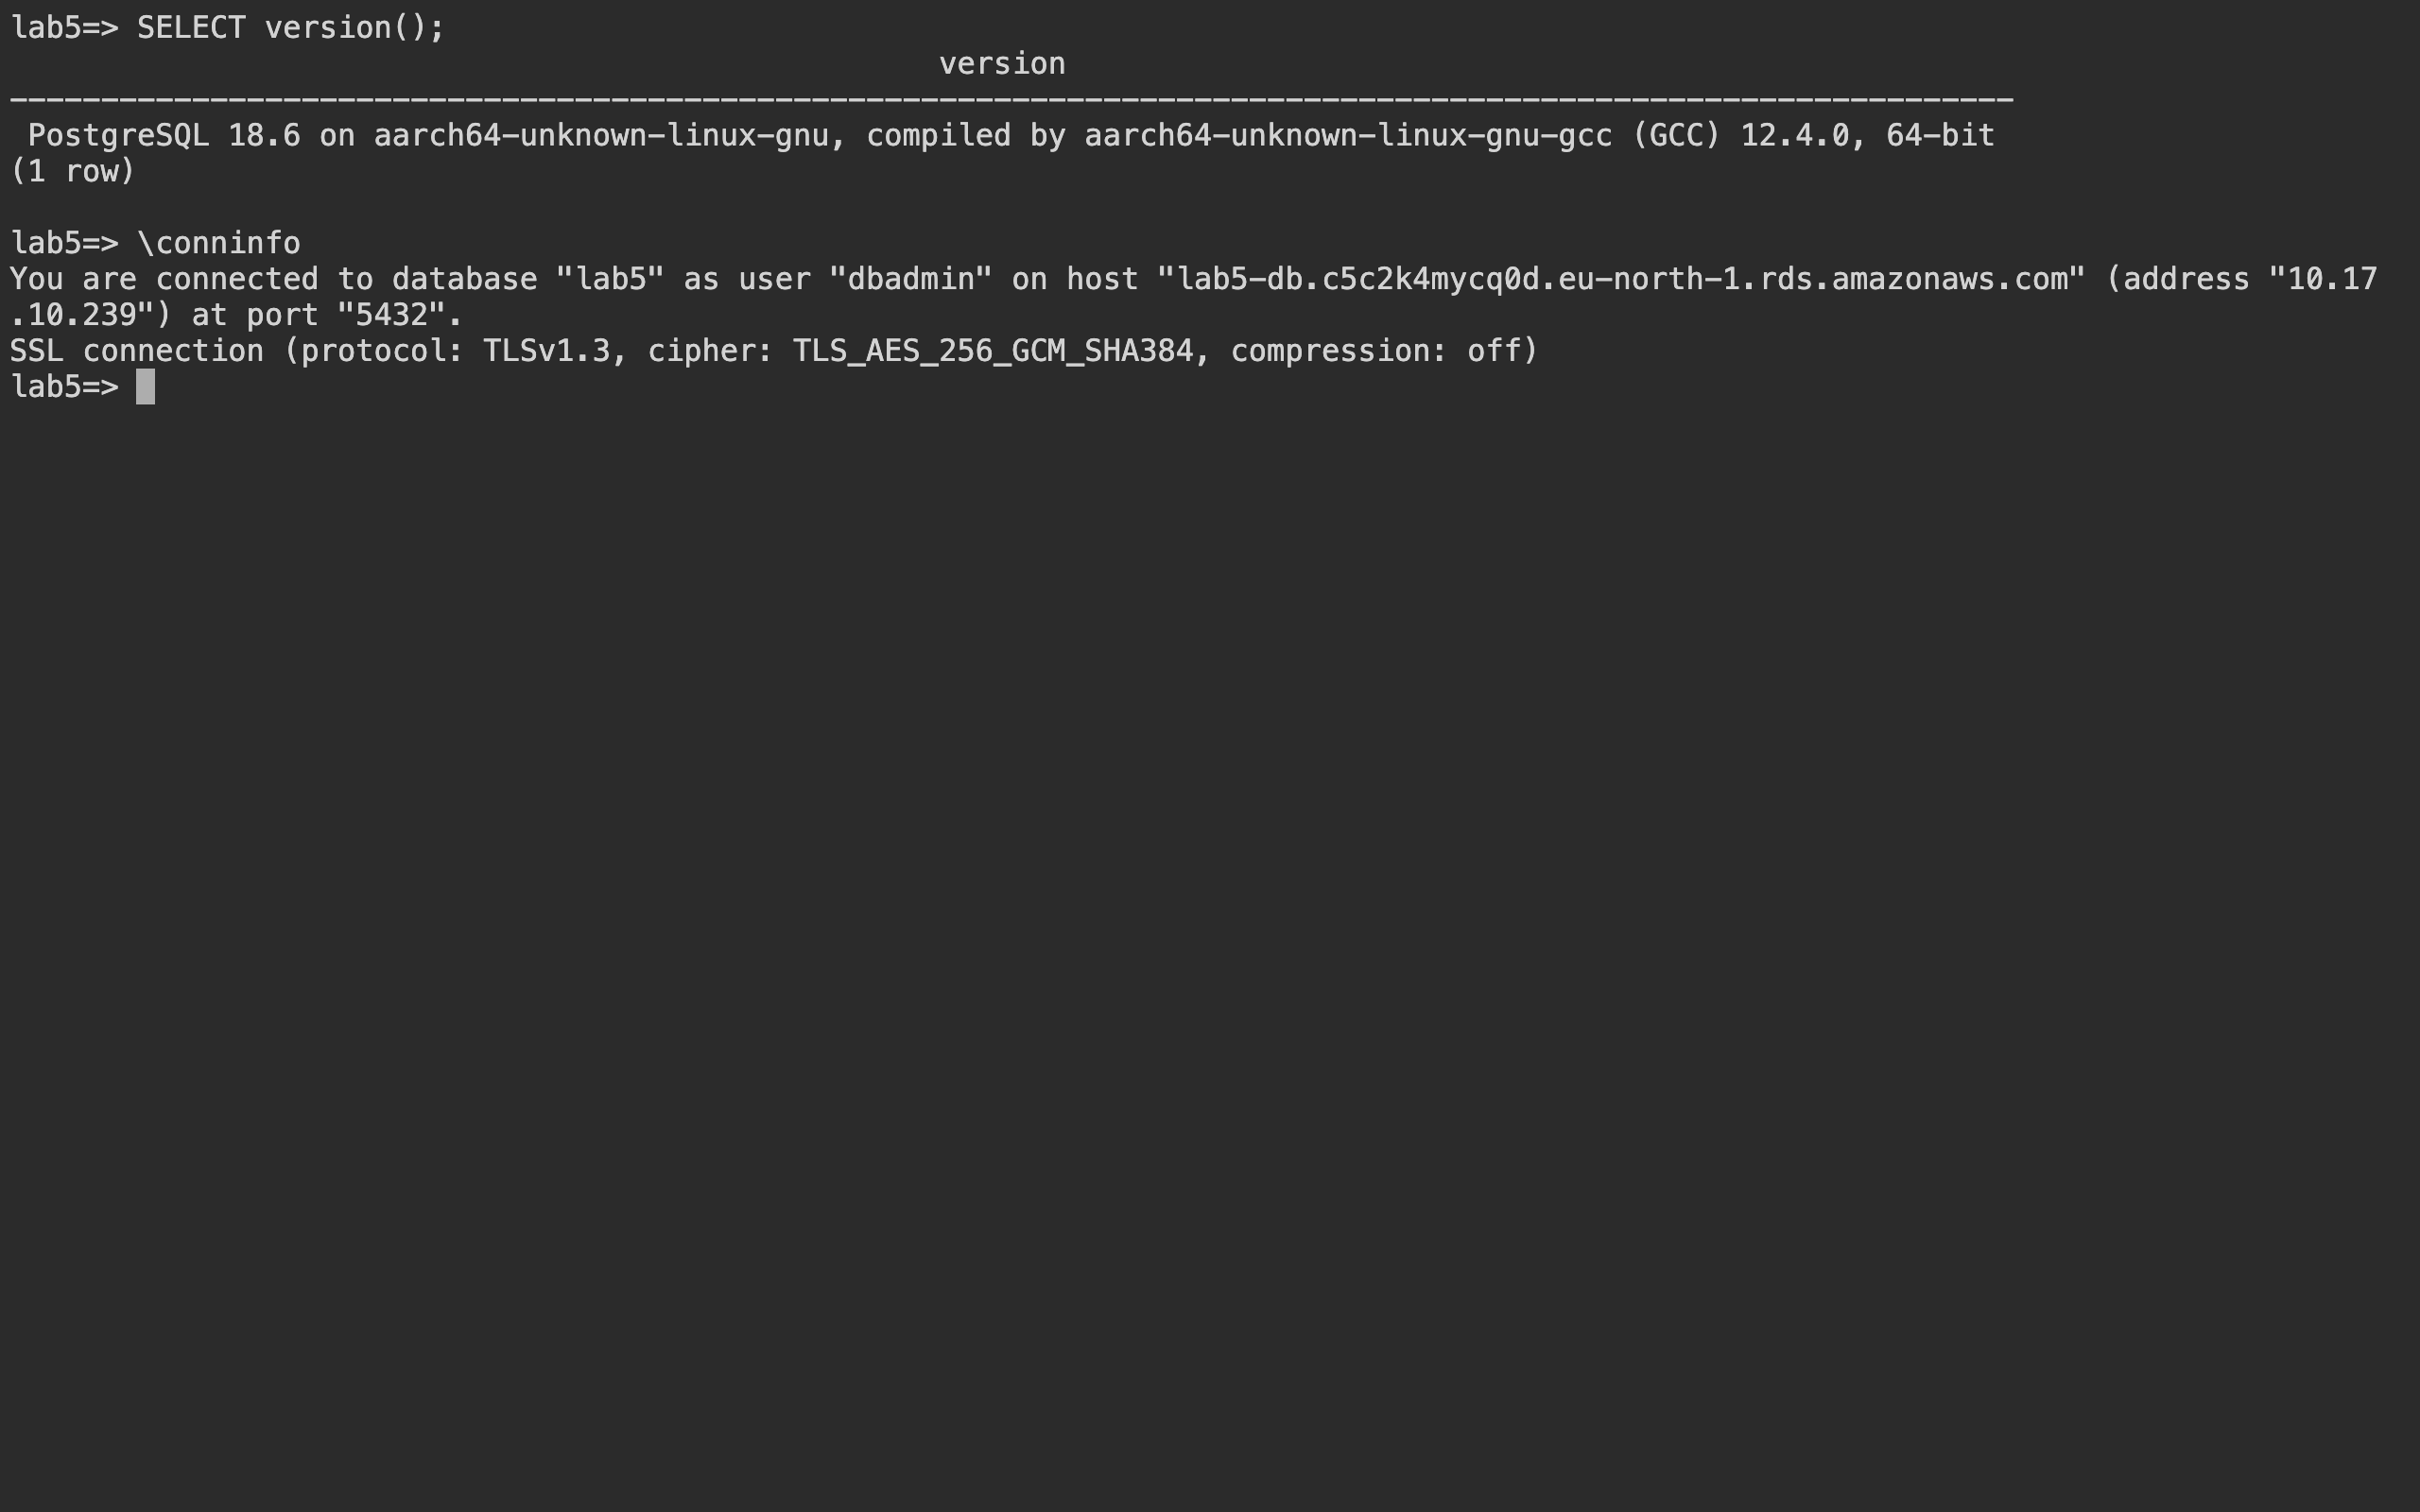 lab5=> SELECT version();
version
--------------------------------------------------------------------------------------------------------------
PostgreSQL 18.6 on aarch64-unknown-linux-gnu, compiled by aarch64-unknown-linux-gnu-gcc (GCC) 12.4.0, 64-bit
(1 row)
lab5=> \conninfo
You are connected to database "lab5" as user "dbadmin" on host "lab5-db.c5c2k4mycq0d.eu-north-1.rds.amazonaws.com" (address "10.17
.10.239") at port "5432".
SSL connection (protocol: TLSv1.3, cipher: TLS_AES_256_GCM_SHA384, compression: off)
lab5=>